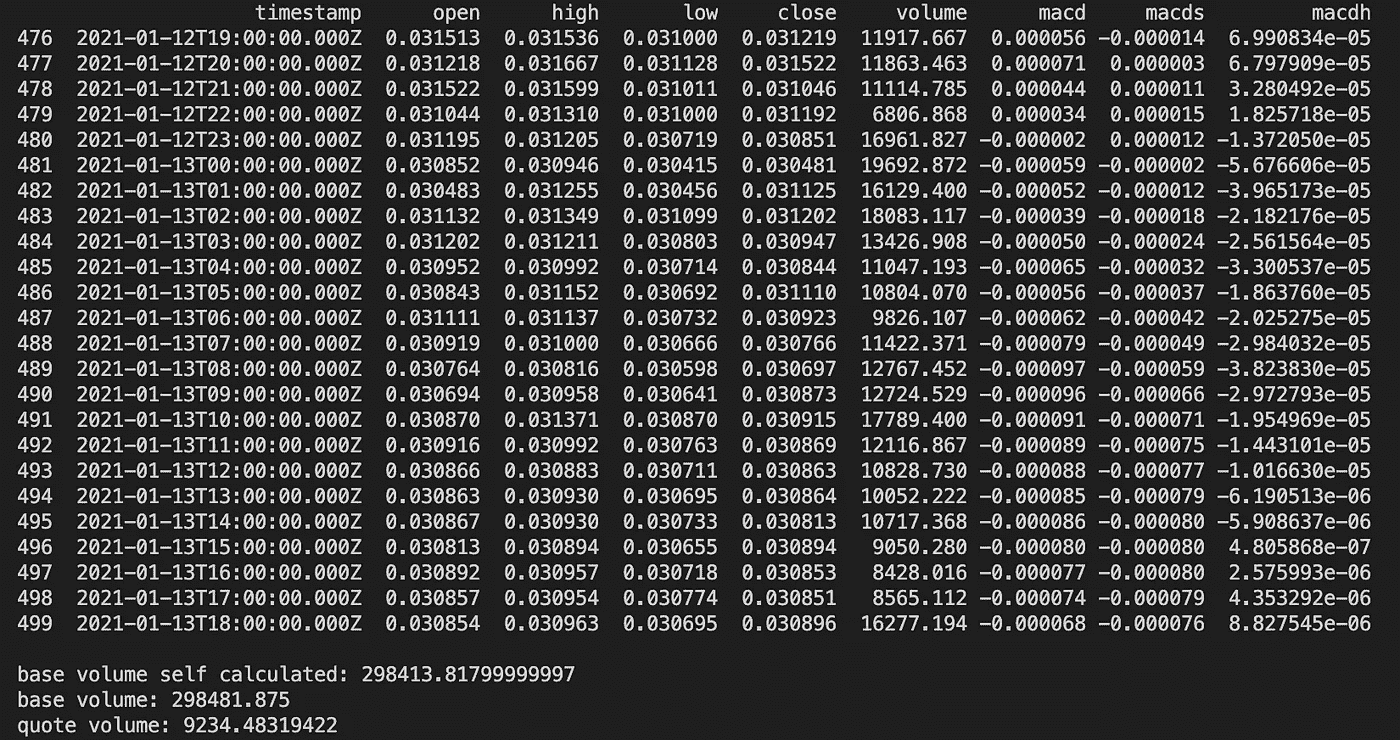 timestamp open high low close volume macd macds macdh
476 2021-01-12T19:00:00.000Z 0.031513 0.031536 0.031000 0.031219 11917.667 0.000056 -0.000014 6.990834e-05
477 2021-01-12T20:00:00.000Z 0.031218 0.031667 0.031128 0.031522 11863.463 0.000071 0.000003 6.797909e-05
478 2021-01-12T21:00:00.000Z 0.031522 0.031599 0.031011 0.031046 11114.785 0.000044 0.000011 3.280492e-05
479 2021-01-12T22:00:00.000Z 0.031044 0.031310 0.031000 0.031192 6806.868 0.000034 0.000015 1.825718e-05
480 2021-01-12T23:00:00.000Z 0.031195 0.031205 0.030719 0.030851 16961.827 -0.000002 0.000012 -1.372050e-05
481 2021-01-13T00:00:00.000Z 0.030852 0.030946 0.030415 0.030481 19692.872 -0.000059 -0.000002 -5.676606e-05
482 2021-01-13T01:00:00.000Z 0.030483 0.031255 0.030456 0.031125 16129.400 -0.000052 -0.000012 -3.965173e-05
483 2021-01-13T02:00:00.000Z 0.031132 0.031349 0.031099 0.031202 18083.117 -0.000039 -0.000018 -2.182176e-05
484 2021-01-13T03:00:00.000Z 0.031202 0.031211 0.030803 0.030947 13426.908 -0.000050 -0.000024 -2.561564e-05
485 2021-01-13T04:00:00.000Z 0.030952 0.030992 0.030714 0.030844 11047.193 -0.000065 -0.000032 -3.300537e-05
486 2021-01-13T05:00:00.000Z 0.030843 0.031152 0.030692 0.031110 10804.070 -0.000056 -0.000037 -1.863760e-05
487 2021-01-13T06:00:00.000Z 0.031111 0.031137 0.030732 0.030923 9826.107 -0.000062 -0.000042 -2.025275e-05
488 2021-01-13T07:00:00.000Z 0.030919 0.031000 0.030666 0.030766 11422.371 -0.000079 -0.000049 -2.984032e-05
489 2021-01-13T08:00:00.000Z 0.030764 0.030816 0.030598 0.030697 12767.452 -0.000097 -0.000059 -3.823830e-05
490 2021-01-13T09:00:00.000Z 0.030694 0.030958 0.030641 0.030873 12724.529 -0.000096 -0.000066 -2.972793e-05
491 2021-01-13T10:00:00.000Z 0.030870 0.031371 0.030870 0.030915 17789.400 -0.000091 -0.000071 -1.954969e-05
492 2021-01-13T11:00:00.000Z 0.030916 0.030992 0.030763 0.030869 12116.867 -0.000089 -0.000075 -1.443101e-05
493 2021-01-13T12:00:00.000Z 0.030866 0.030883 0.030711 0.030863 10828.730 -0.000088 -0.000077 -1.016630e-05
494 2021-01-13T13:00:00.000Z 0.030863 0.030930 0.030695 0.030864 10052.222 -0.000085 -0.000079 -6.190513e-06
495 2021-01-13T14:00:00.000Z 0.030867 0.030930 0.030733 0.030813 10717.368 -0.000086 -0.000080 -5.908637e-06
496 2021-01-13T15:00:00.000Z 0.030813 0.030894 0.030655 0.030894 9050.280 -0.000080 -0.000080 4.805868e-07
497 2021-01-13T16:00:00.000Z 0.030892 0.030957 0.030718 0.030853 8428.016 -0.000077 -0.000080 2.575993e-06
498 2021-01-13T17:00:00.000Z 0.030857 0.030954 0.030774 0.030851 8565.112 -0.000074 -0.000079 4.353292e-06
499 2021-01-13T18:00:00.000Z 0.030854 0.030963 0.030695 0.030896 16277.194 -0.000068 -0.000076 8.827545e-06
base volume self calculated: 298413.81799999997
base volume: 298481.875
quote volume: 9234.48319422